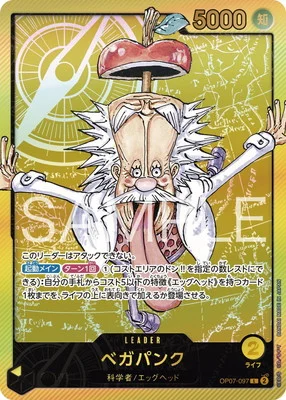 5000
知
SAMPLE
このリーダーはアタックできない。
起動メイン ターン1回 ①(コストエリアのドン!!を指定の数レストにで
きる):自分の手札からコスト5以下の特徴《エッグヘッド》を持つカード
1枚までを、ライフの上に表向きで加えるか登場させる。
LEADER
ベガパンク
科学者/エッグヘッド
2
ライフ
OP07-097 L